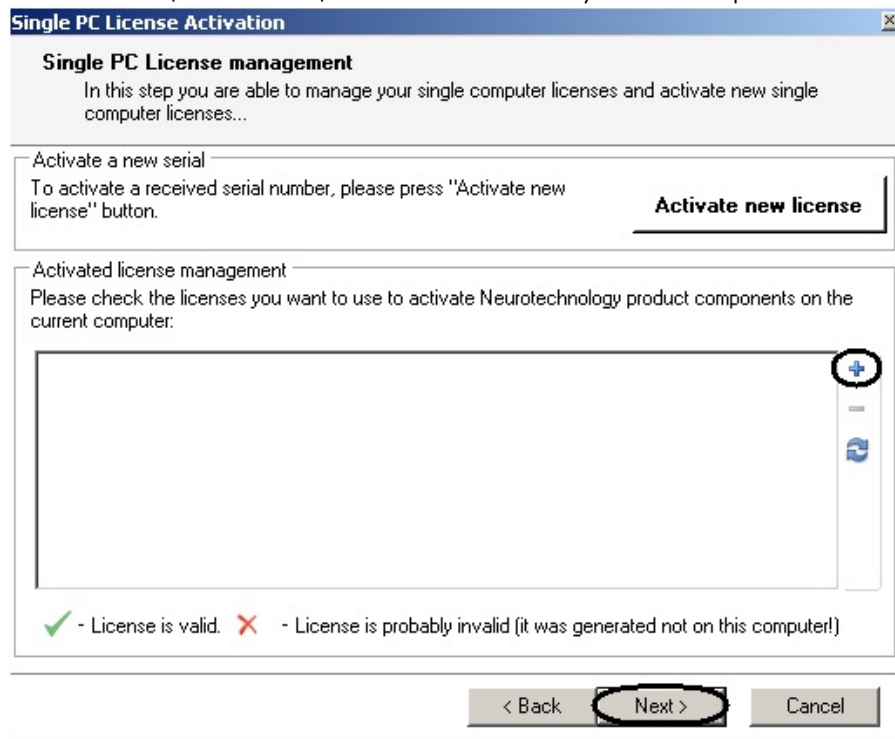 Single PC License Activation
Single PC License management
In this step you are able to manage your single computer licenses and activate new single
computer licenses...
Activate a new serial
To activate a received serial number, please press "Activate new
license" button.
Activate new license
Activated license management
Please check the licenses you want to use to activate Neurotechnology product components on the
current computer:
- License is valid. - License is probably invalid (it was generated not on this computer!)
< Back Next > Cancel